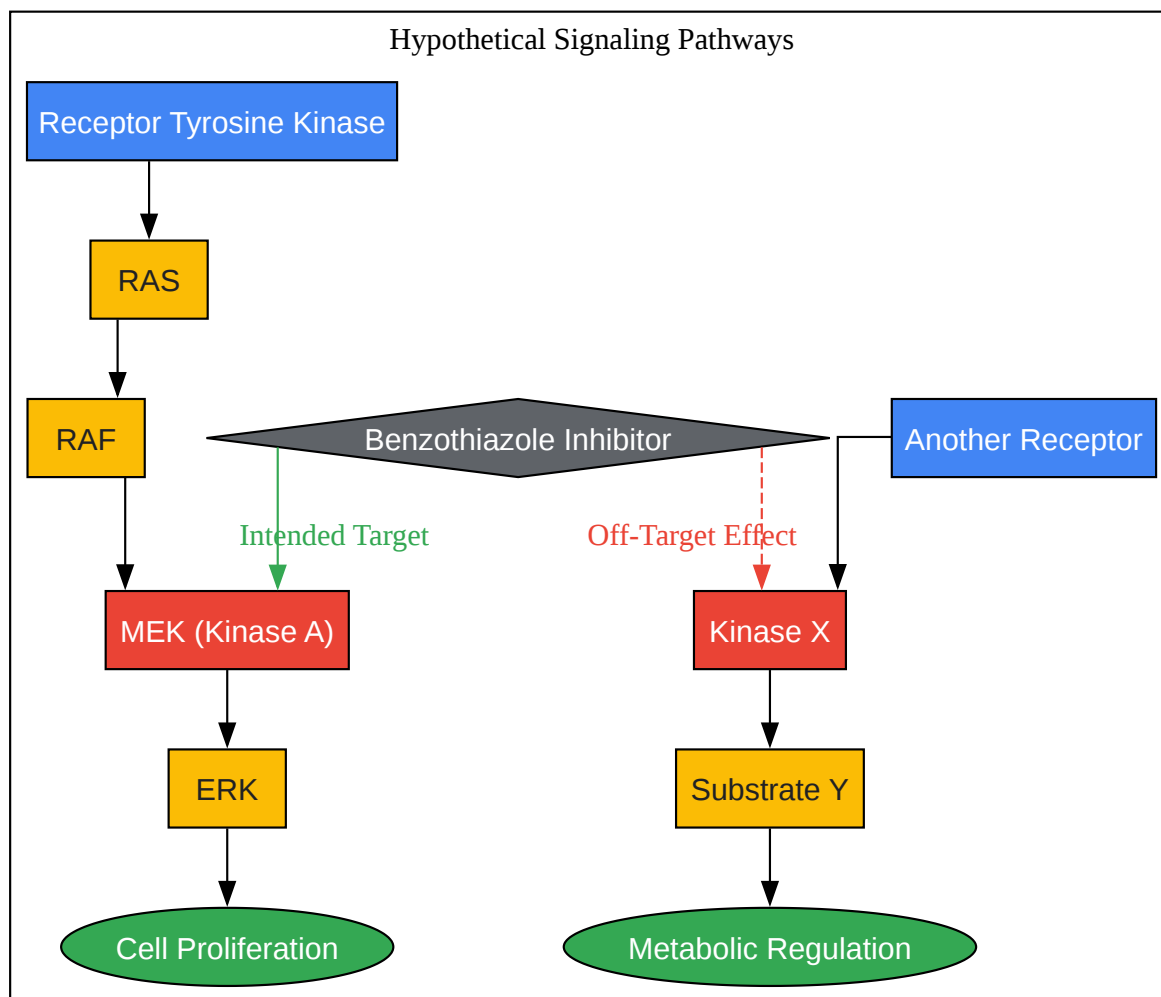 Hypothetical Signaling Pathways
Receptor Tyrosine Kinase
RAS
RAF
Benzothiazole Inhibitor
Another Receptor
Intended Target
Off-Target Effect
MEK (Kinase A)
Kinase X
ERK
Substrate Y
Cell Proliferation
Metabolic Regulation